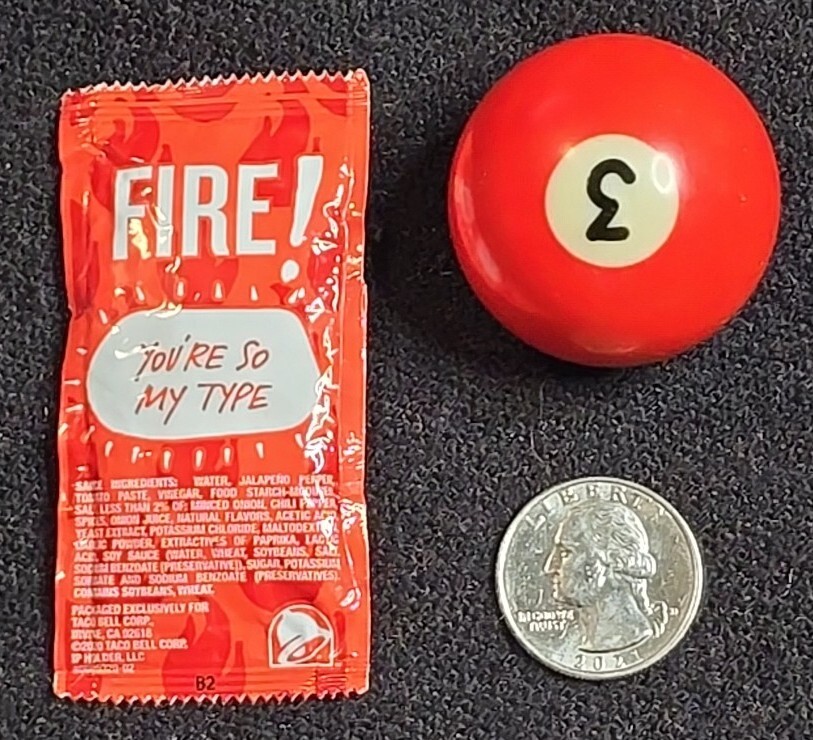 FIRE!
YOU'RE SO
MY TYPE
SAUCE INGREDIENTS: WATER, JALAPEÑO PEPPER,
TOMATO PASTE, VINEGAR, FOOD STARCH-MODIFIED,
SALT, LESS THAN 2% OF: MINCED ONION, CHILI PEPPER,
SPICES, ONION JUICE, NATURAL FLAVORS, ACETIC ACID,
YEAST EXTRACT, POTASSIUM CHLORIDE, MALTODEXTRIN,
GARLIC POWDER, EXTRACTIVES OF PAPRIKA, LACTIC
ACID, SOY SAUCE (WATER, WHEAT, SOYBEANS, SALT,
SODIUM BENZOATE (PRESERVATIVE)), SUGAR, POTASSIUM
SORBATE AND SODIUM BENZOATE (PRESERVATIVES).
CONTAINS SOYBEANS, WHEAT.
PACKAGED EXCLUSIVELY FOR
TACO BELL CORP.,
IRVINE, CA 92618
©2020 TACO BELL CORP.
IP HOLDER, LLC
B2
3
LIBERTY
IN GOD WE
TRUST
2021